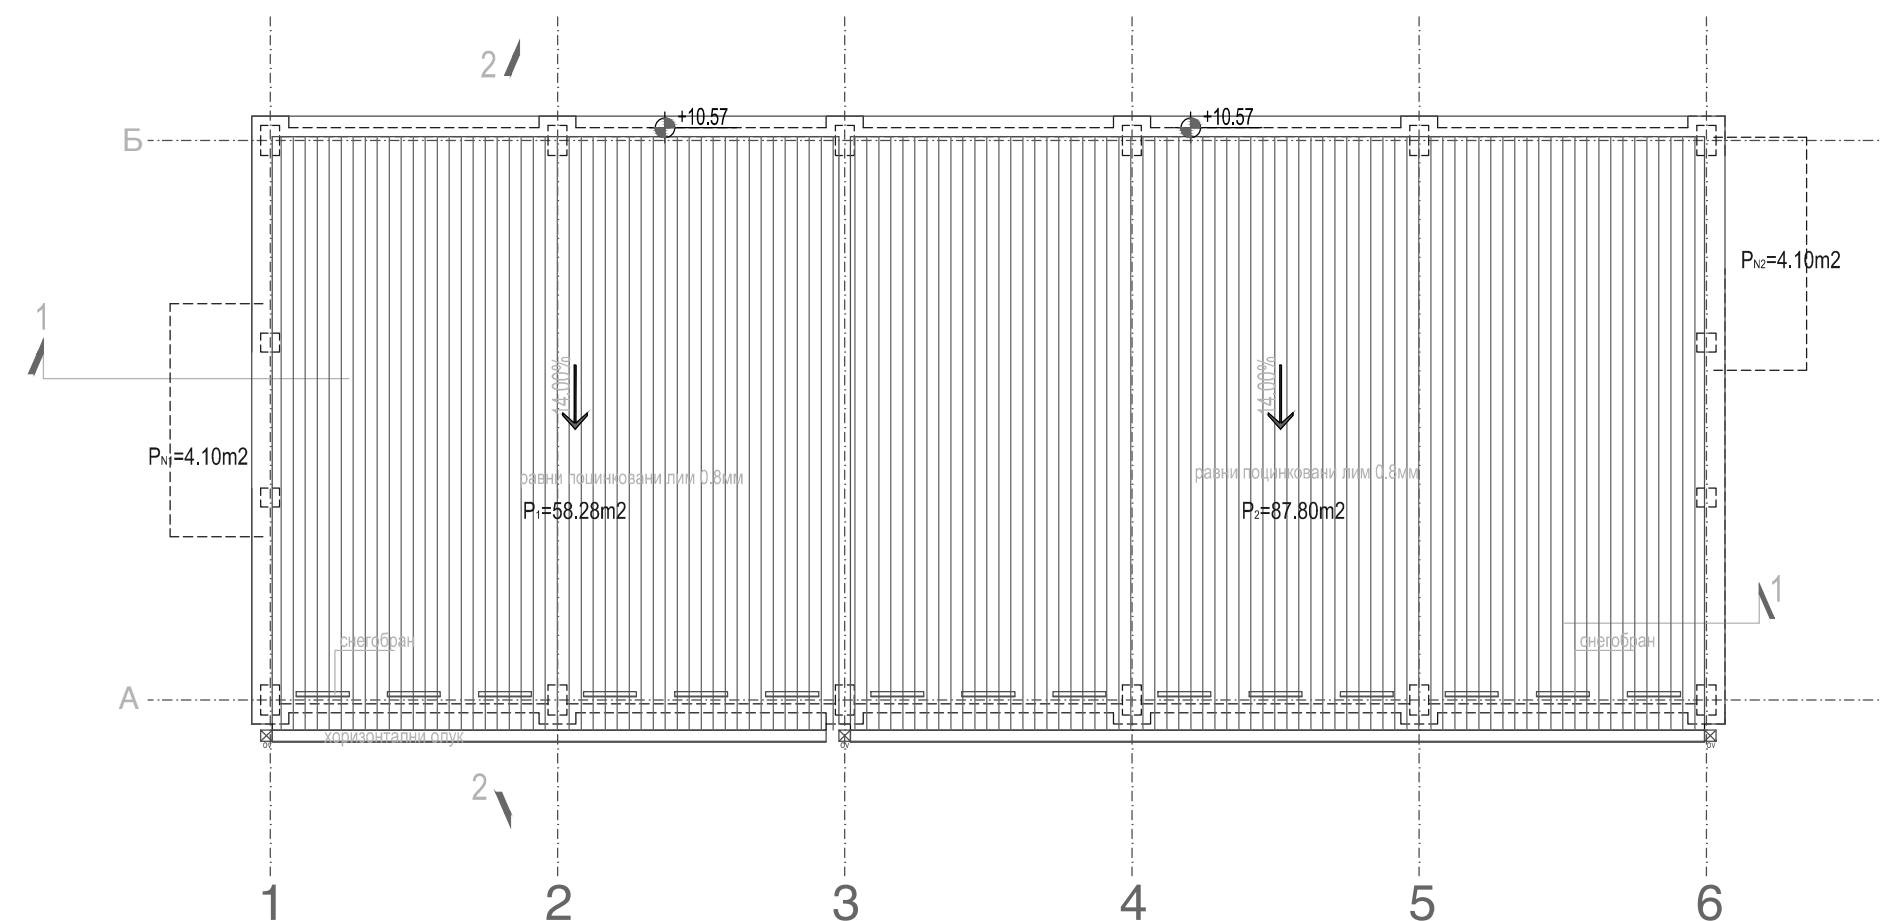 2
+10.57
+10.57
Б
P_N2=4.10m2
1
14.00%
14.00%
P_N1=4.10m2
равни поцинковани лим 0.8мм
равни поцинковани лим 0.8мм
P_1=58.28m2
P_2=87.80m2
1
снегобран
снегобран
А
хоризонтални олук
2
1
2
3
4
5
6